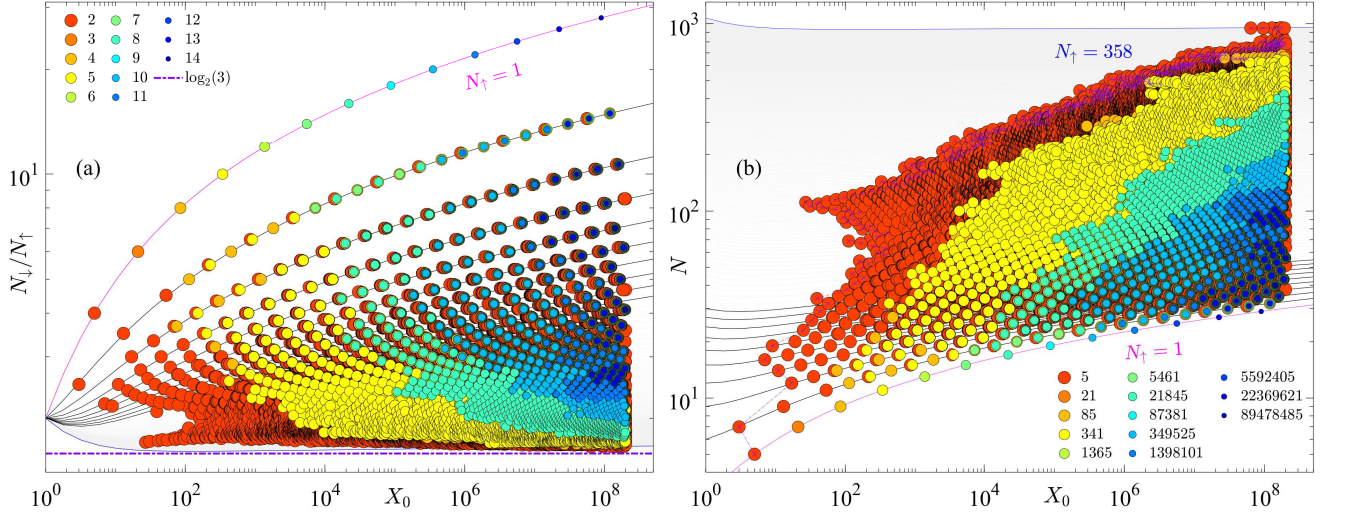 2 7 12
3 8 13
4 9 14
5 10 log₂(3)
6 11
N↑ = 1
(a)
10¹
N↓/N↑
10⁰ 10² 10⁴ X₀ 10⁶ 10⁸
10³
N↑ = 358
(b)
10²
N
10¹
N↑ = 1
5 5461 5592405
21 21845 22369621
85 87381 89478485
341 349525
1365 1398101
10⁰ 10² 10⁴ X₀ 10⁶ 10⁸